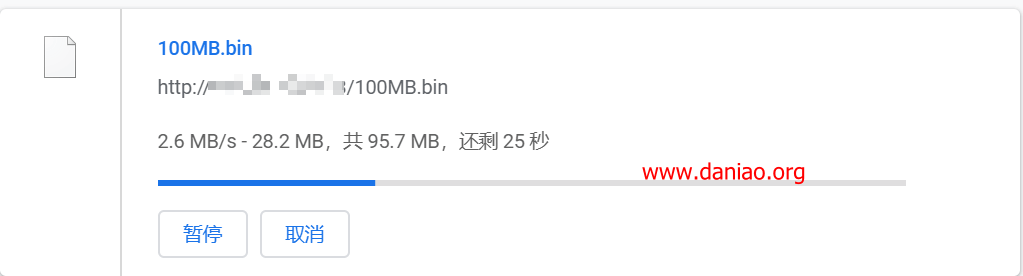 100MB.bin
http://3/100MB.bin
2.6 MB/s - 28.2 MB，共 95.7 MB，还剩 25 秒
www.daniao.org
暂停 取消